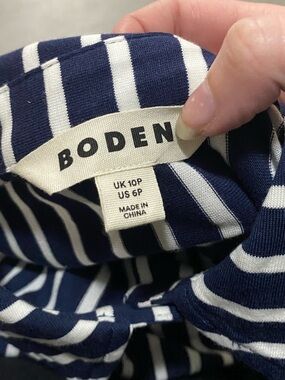 BODEN
UK 10P
US 6P
MADE IN
CHINA